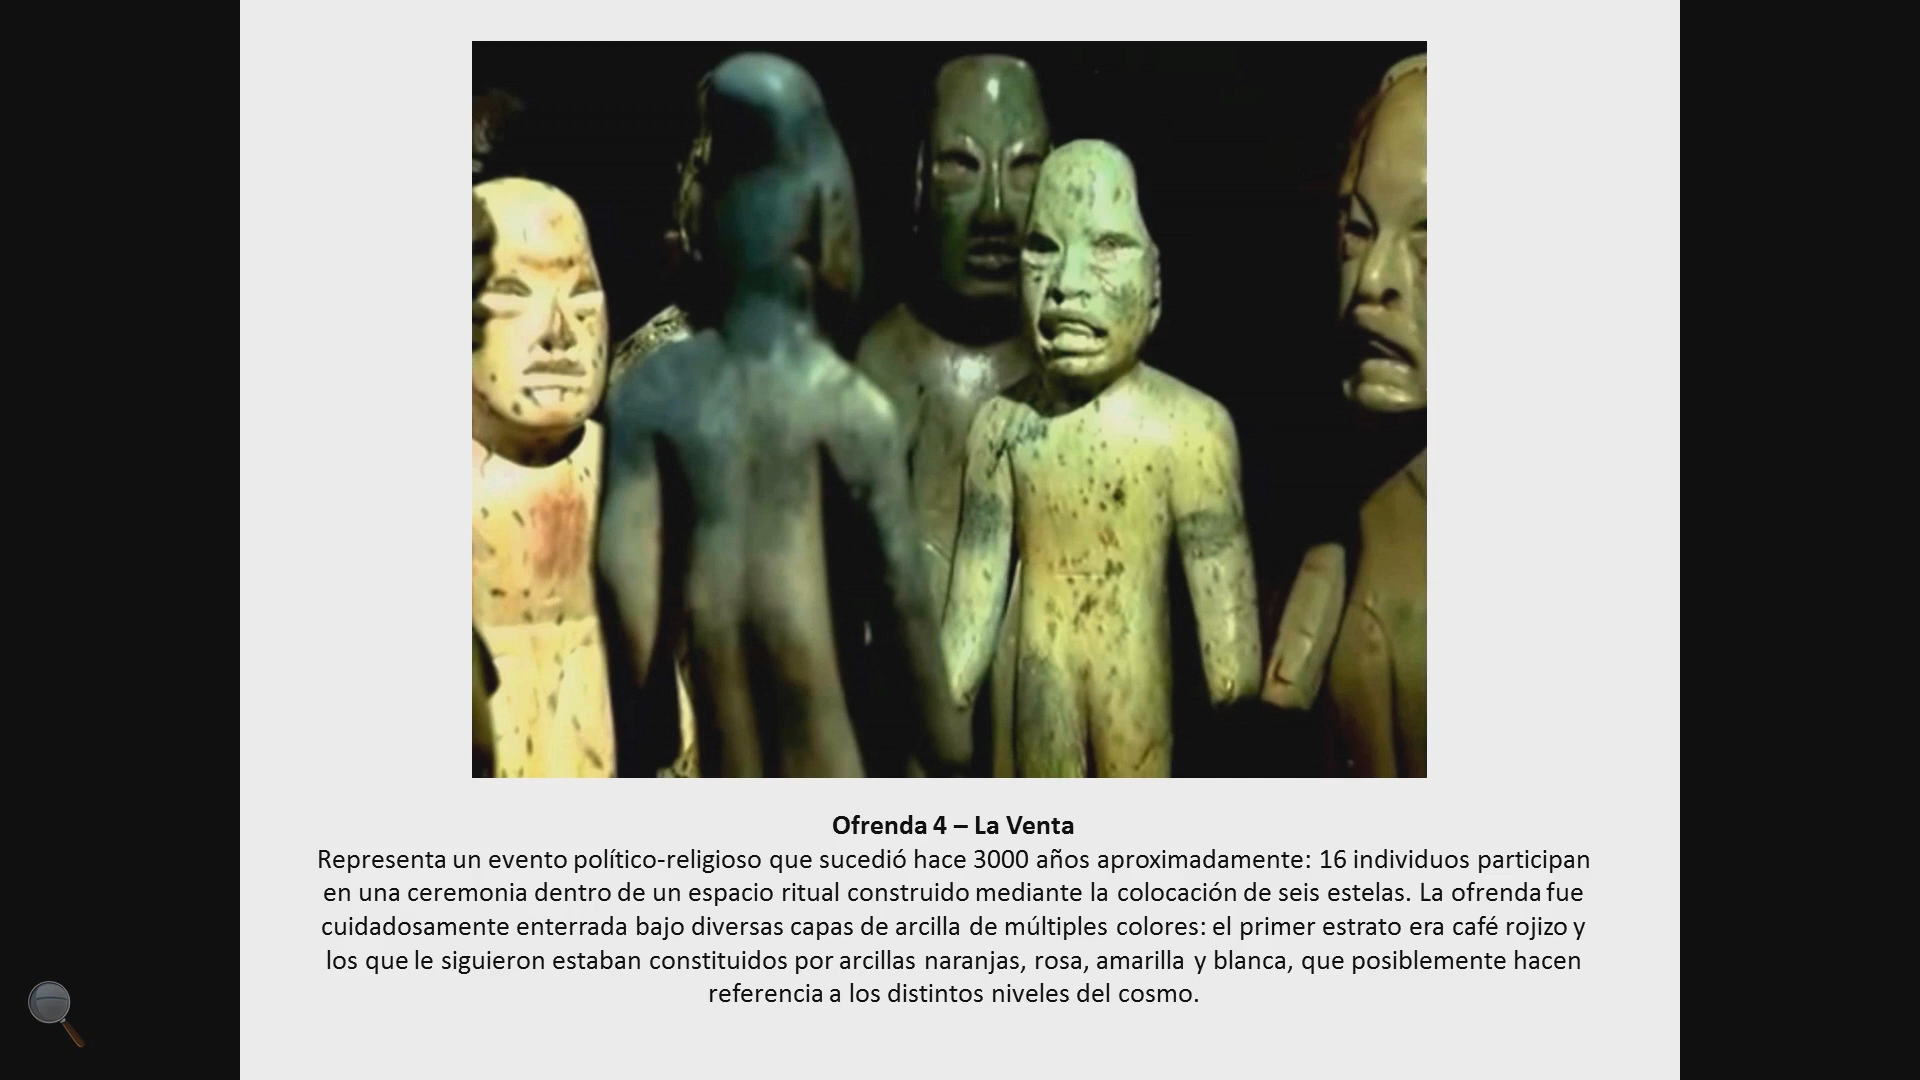 Ofrenda 4 – La Venta
Representa un evento político-religioso que sucedió hace 3000 años aproximadamente: 16 individuos participan
en una ceremonia dentro de un espacio ritual construido mediante la colocación de seis estelas. La ofrenda fue
cuidadosamente enterrada bajo diversas capas de arcilla de múltiples colores: el primer estrato era café rojizo y
los que le siguieron estaban constituidos por arcillas naranjas, rosa, amarilla y blanca, que posiblemente hacen
referencia a los distintos niveles del cosmo.